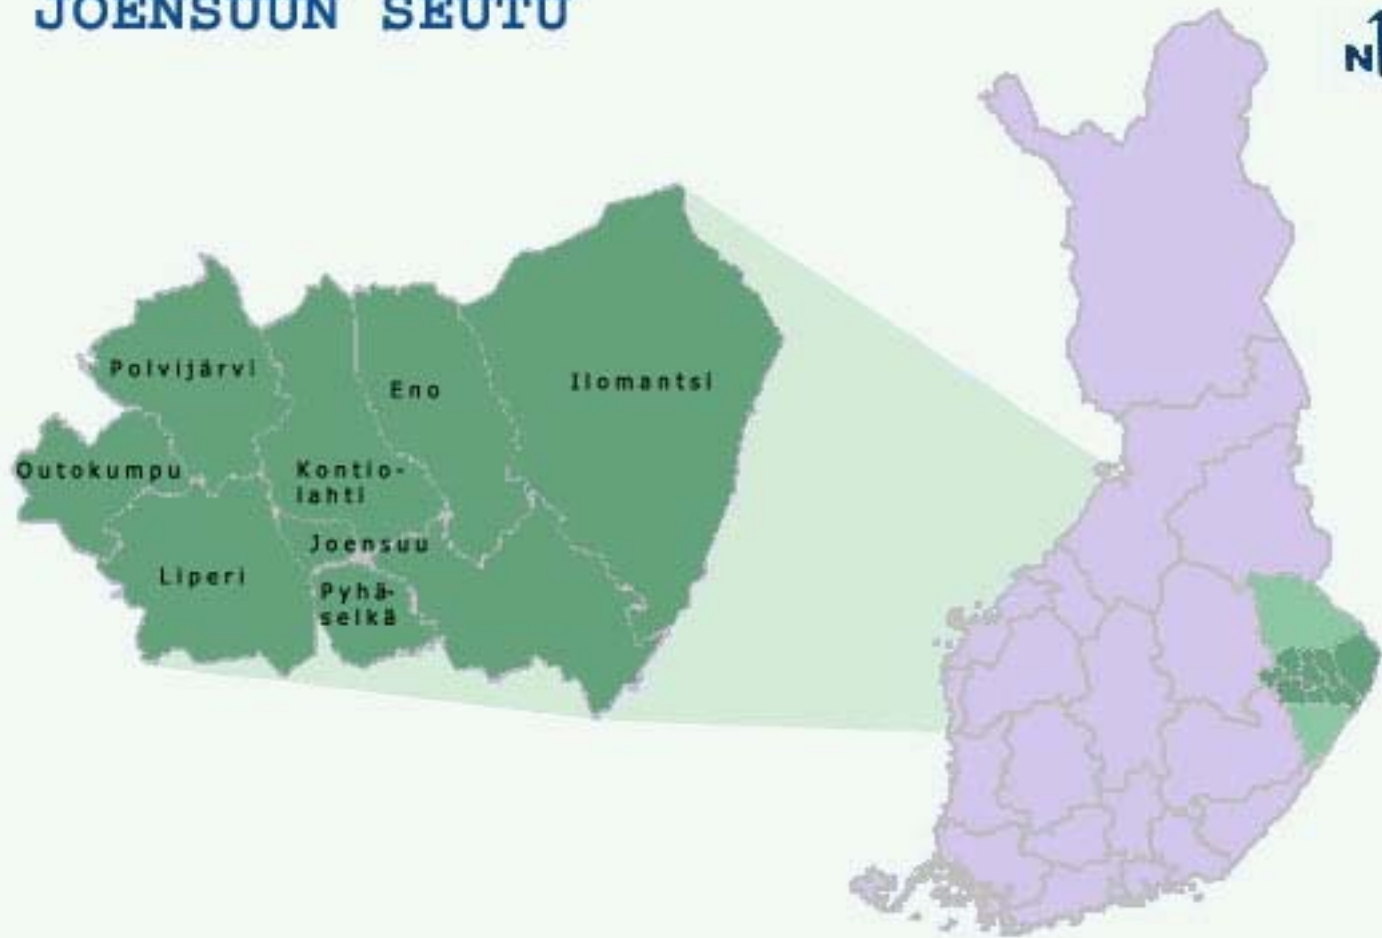 JOENSUUN SEUTU
N
Polvijärvi
Eno
Ilomantsi
Outokumpu
Kontio-
lahti
Joensuu
Liperi
Pyhä-
selkä